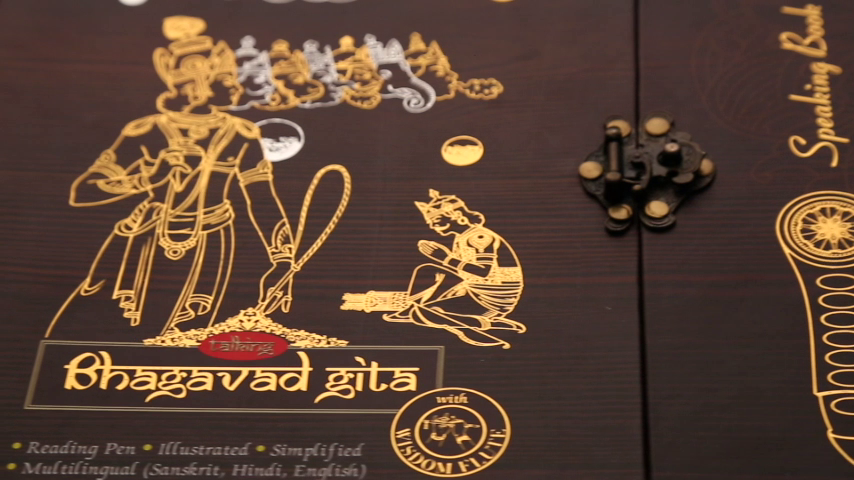 Speaking Book
talking
Bhagavad gita
with
WISDOM FLUTE
• Reading Pen • Illustrated • Simplified
• Multilingual (Sanskrit, Hindi, English)